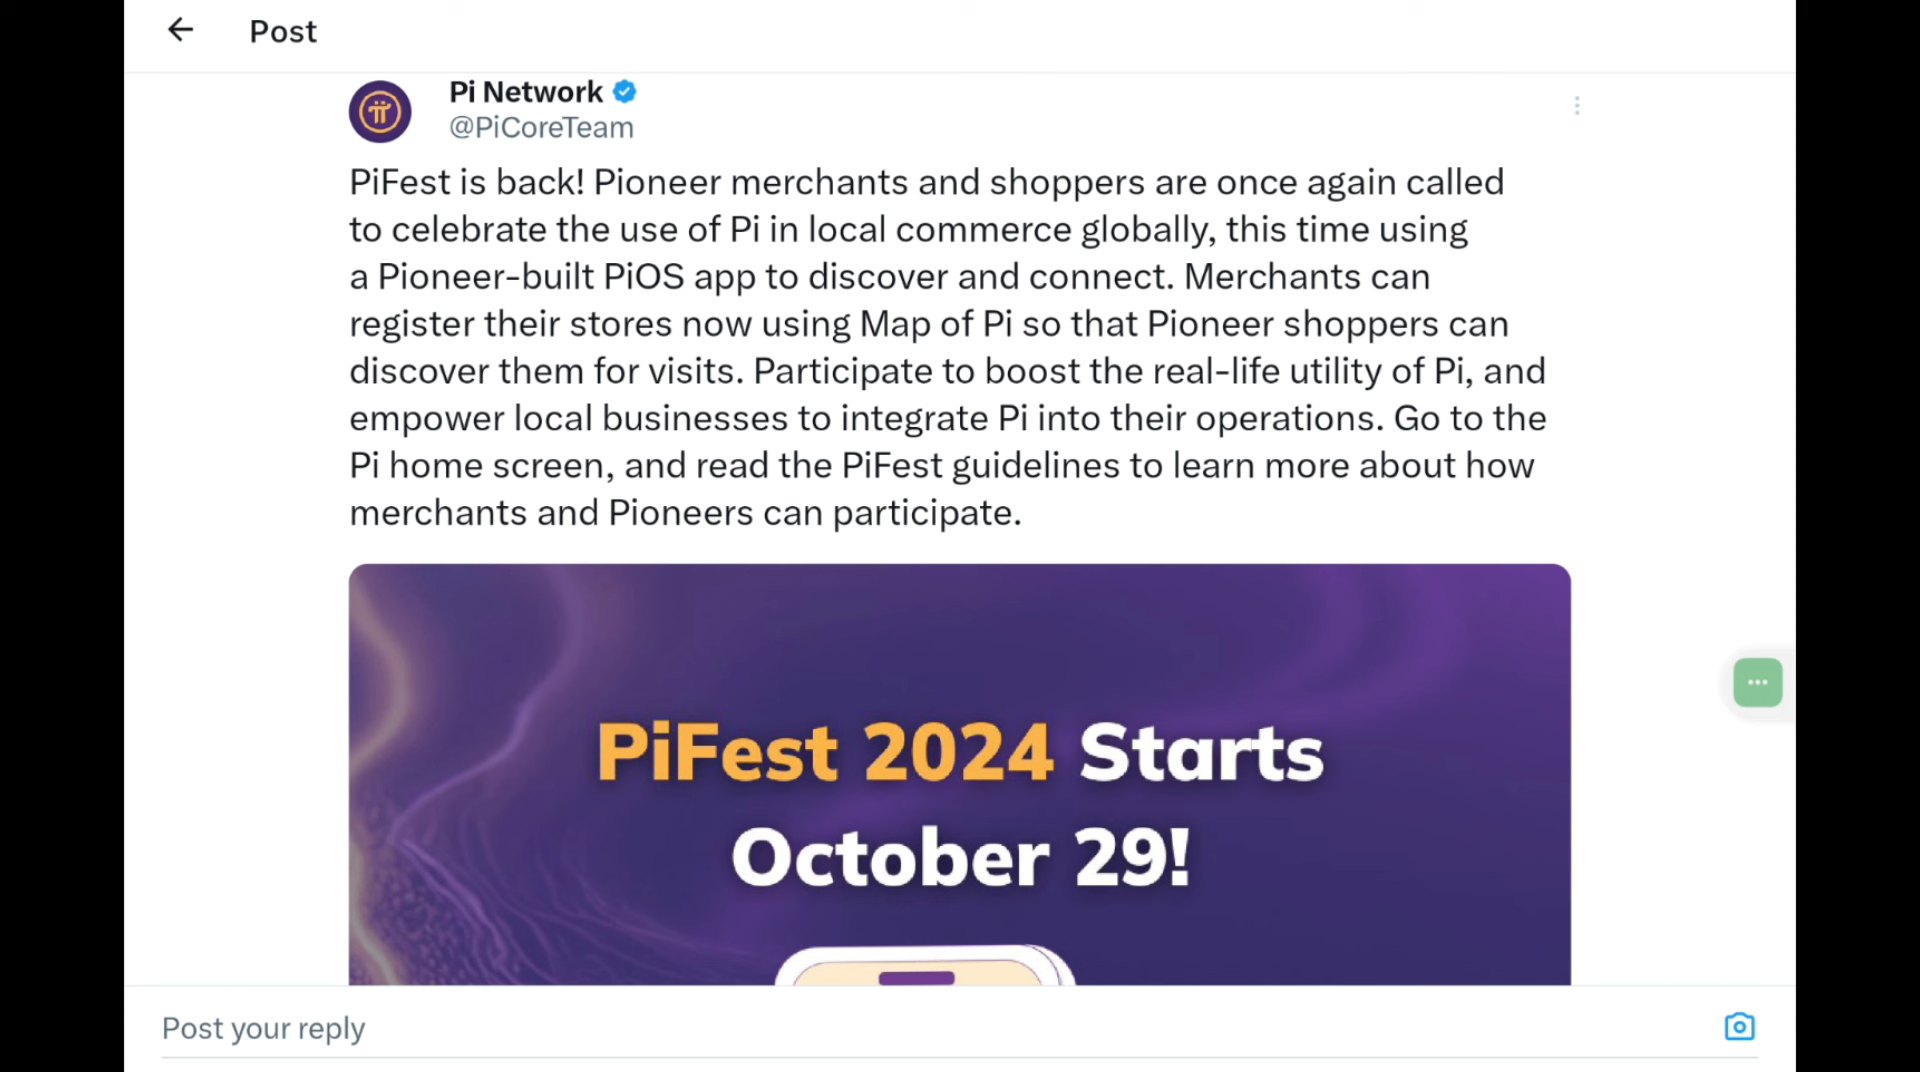 Post
Pi Network
@PiCoreTeam
PiFest is back! Pioneer merchants and shoppers are once again called
to celebrate the use of Pi in local commerce globally, this time using
a Pioneer-built PiOS app to discover and connect. Merchants can
register their stores now using Map of Pi so that Pioneer shoppers can
discover them for visits. Participate to boost the real-life utility of Pi, and
empower local businesses to integrate Pi into their operations. Go to the
Pi home screen, and read the PiFest guidelines to learn more about how
merchants and Pioneers can participate.
PiFest 2024 Starts
October 29!
Post your reply